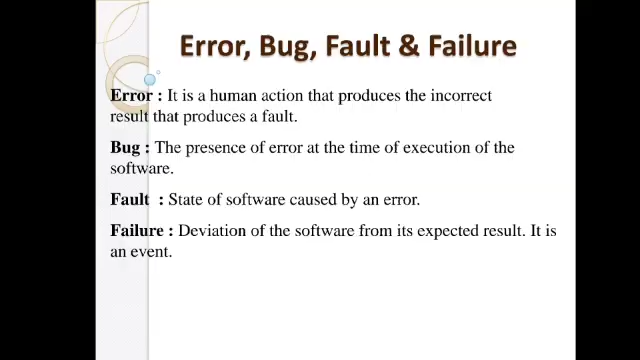 Error, Bug, Fault & Failure
Error : It is a human action that produces the incorrect
result that produces a fault.
Bug : The presence of error at the time of execution of the
software.
Fault : State of software caused by an error.
Failure : Deviation of the software from its expected result. It is
an event.